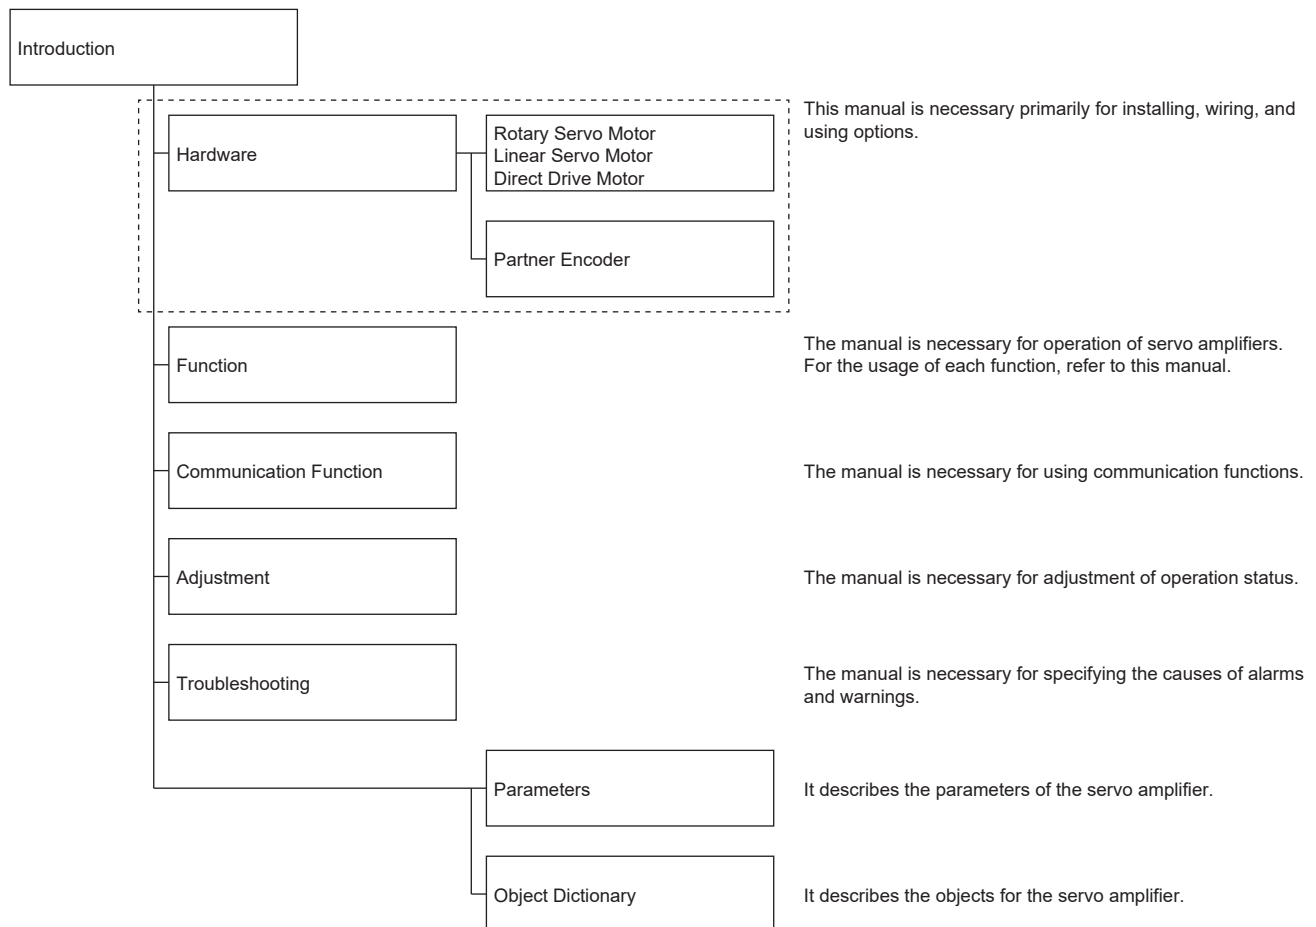 Introduction
This manual is necessary primarily for installing, wiring, and
using options.
Hardware
Rotary Servo Motor
Linear Servo Motor
Direct Drive Motor
Partner Encoder
Function
The manual is necessary for operation of servo amplifiers.
For the usage of each function, refer to this manual.
Communication Function
The manual is necessary for using communication functions.
Adjustment
The manual is necessary for adjustment of operation status.
Troubleshooting
The manual is necessary for specifying the causes of alarms
and warnings.
Parameters
It describes the parameters of the servo amplifier.
Object Dictionary
It describes the objects for the servo amplifier.